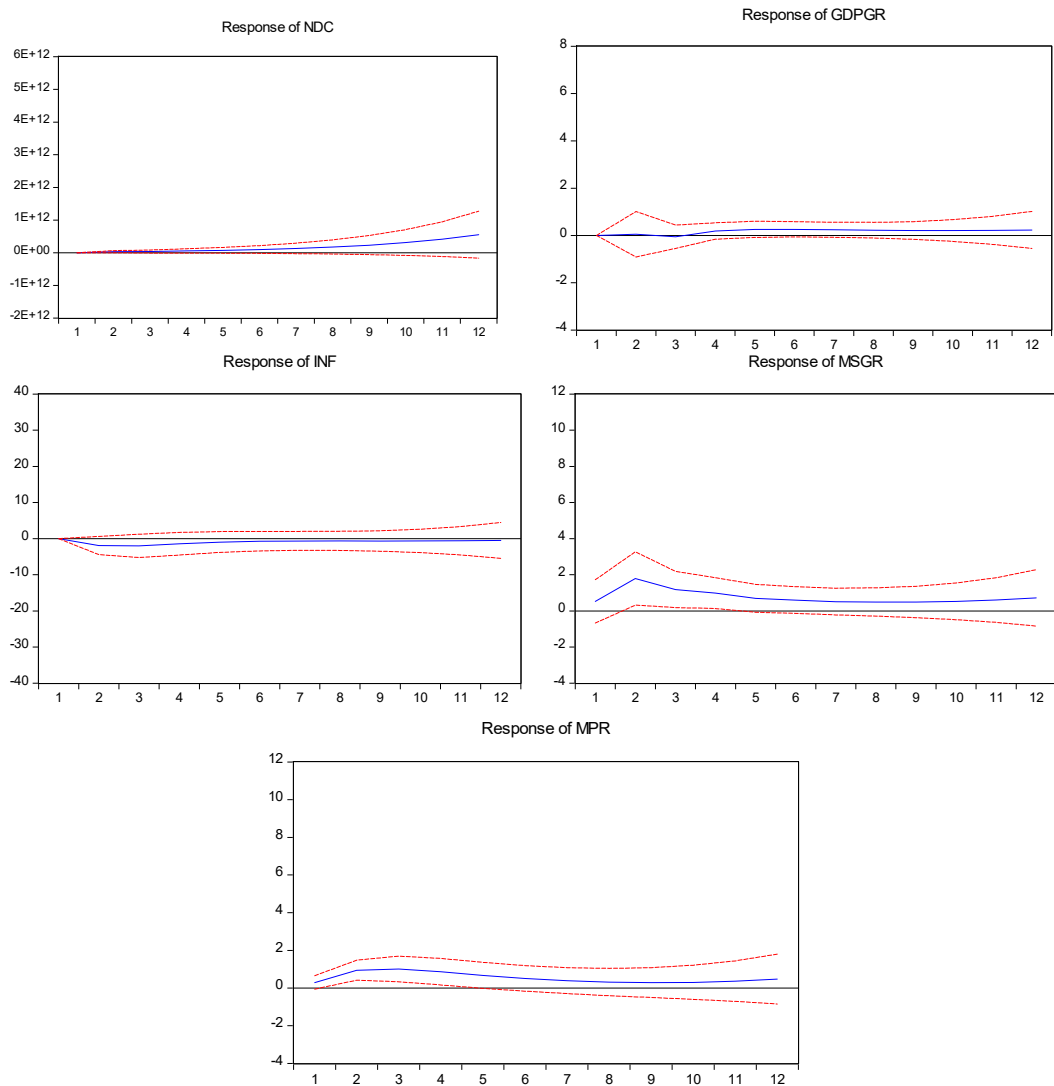 Response of NDC
6E+12
5E+12
4E+12
3E+12
2E+12
1E+12
0E+00
-1E+12
-2E+12
1 2 3 4 5 6 7 8 9 10 11 12
Response of GDPGR
8
6
4
2
0
-2
-4
1 2 3 4 5 6 7 8 9 10 11 12
Response of INF
40
30
20
10
0
-10
-20
-30
-40
1 2 3 4 5 6 7 8 9 10 11 12
Response of MSGR
12
10
8
6
4
2
0
-2
-4
1 2 3 4 5 6 7 8 9 10 11 12
Response of MPR
12
10
8
6
4
2
0
-2
-4
1 2 3 4 5 6 7 8 9 10 11 12